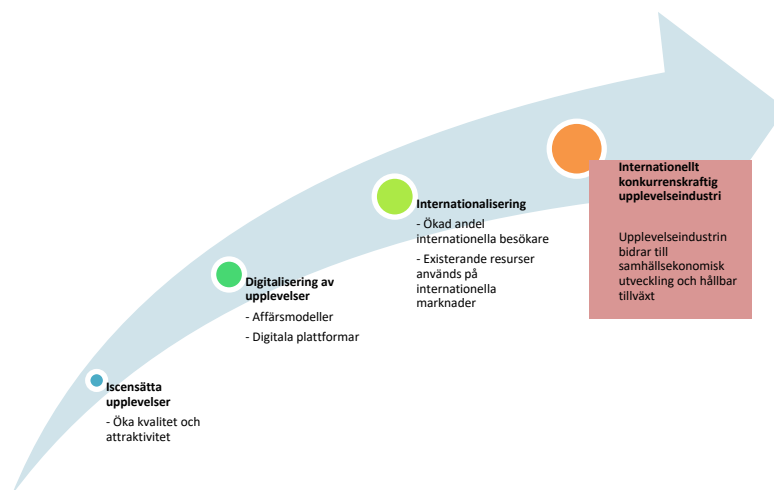 Iscensätta
upplevelser
- Öka kvalitet och
attraktivitet
Digitalisering av
upplevelser
- Affärsmodeller
- Digitala plattformar
Internationalisering
- Ökad andel
internationella besökare
- Existerande resurser
används på
internationella
marknader
Internationellt
konkurrenskraftig
upplevelseindustri
Upplevelseindustrin
bidrar till
samhällsekonomisk
utveckling och hållbar
tillväxt